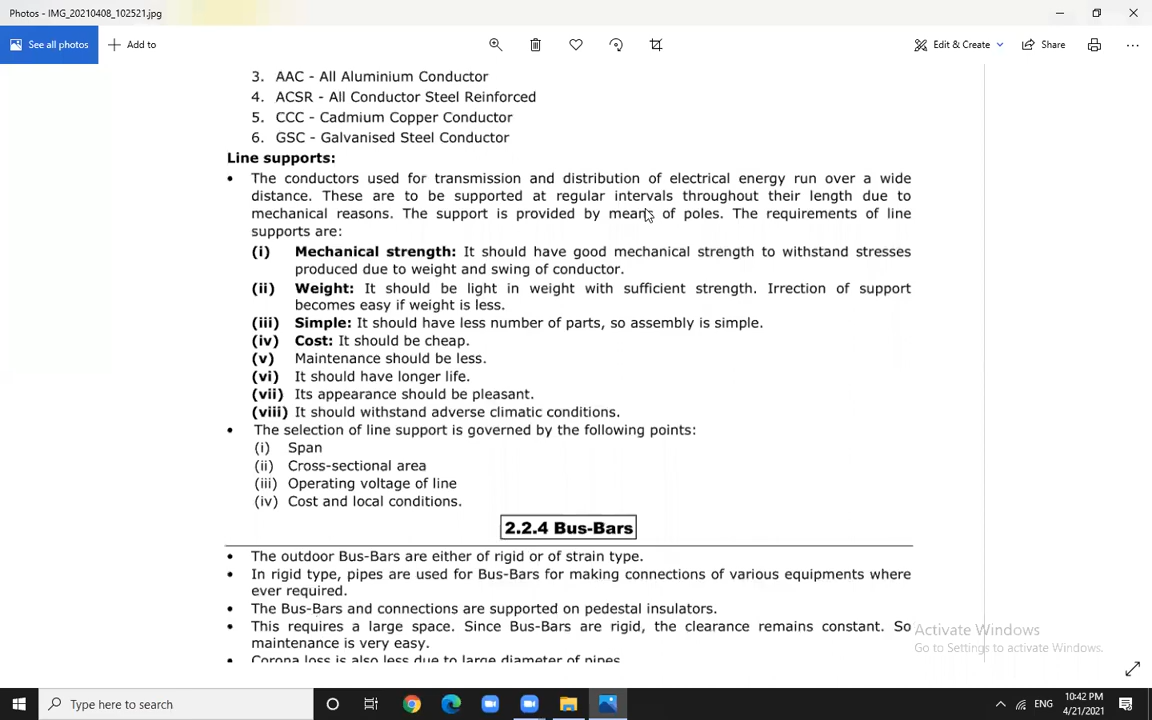 Photos - IMG_20210408_102521.jpg
See all photos
Add to
Edit & Create
Share
3. AAC - All Aluminium Conductor
4. ACSR - All Conductor Steel Reinforced
5. CCC - Cadmium Copper Conductor
6. GSC - Galvanised Steel Conductor
Line supports:
• The conductors used for transmission and distribution of electrical energy run over a wide
distance. These are to be supported at regular intervals throughout their length due to
mechanical reasons. The support is provided by means of poles. The requirements of line
supports are:
(i) Mechanical strength: It should have good mechanical strength to withstand stresses
produced due to weight and swing of conductor.
(ii) Weight: It should be light in weight with sufficient strength. Irrection of support
becomes easy if weight is less.
(iii) Simple: It should have less number of parts, so assembly is simple.
(iv) Cost: It should be cheap.
(v) Maintenance should be less.
(vi) It should have longer life.
(vii) Its appearance should be pleasant.
(viii) It should withstand adverse climatic conditions.
• The selection of line support is governed by the following points:
(i) Span
(ii) Cross-sectional area
(iii) Operating voltage of line
(iv) Cost and local conditions.
2.2.4 Bus-Bars
• The outdoor Bus-Bars are either of rigid or of strain type.
• In rigid type, pipes are used for Bus-Bars for making connections of various equipments where
ever required.
• The Bus-Bars and connections are supported on pedestal insulators.
• This requires a large space. Since Bus-Bars are rigid, the clearance remains constant. So
maintenance is very easy.
• Corona loss is also less due to large diameter of pipes
Activate Windows
Go to Settings to activate Windows.
Type here to search
ENG
10:42 PM
4/21/2021